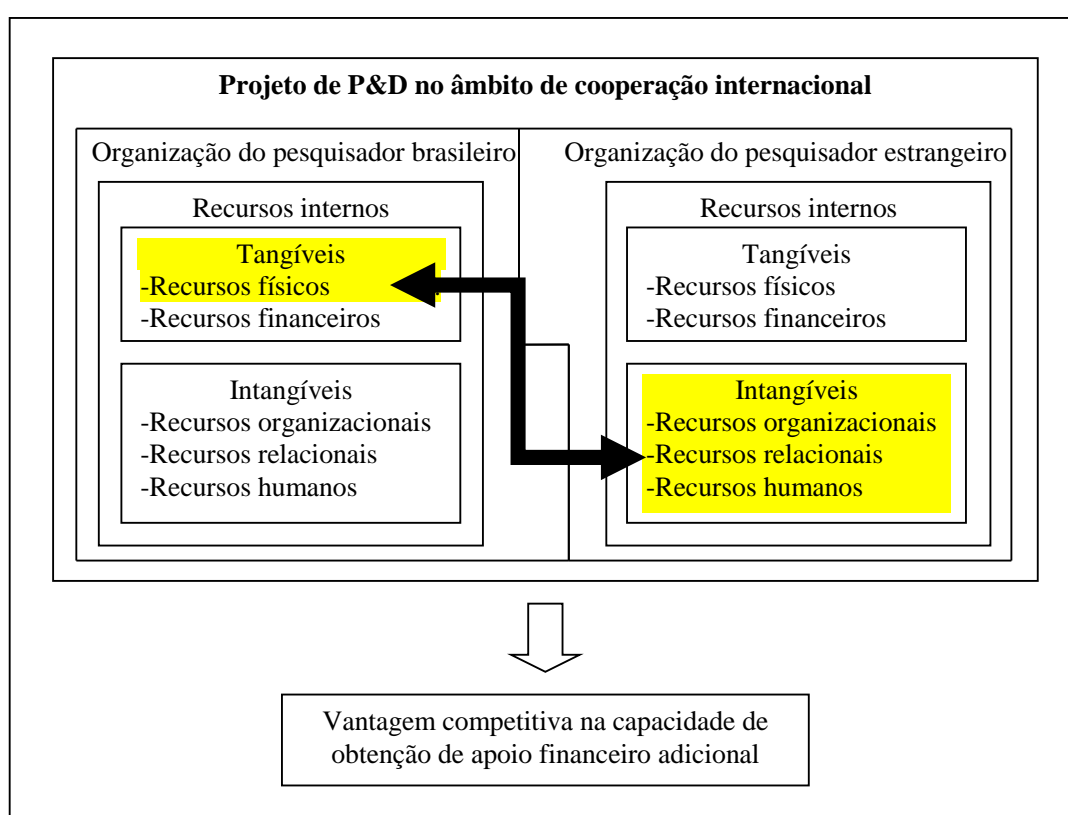 Projeto de P&D no âmbito de cooperação internacional
Organização do pesquisador brasileiro
Recursos internos
Tangíveis
-Recursos físicos
-Recursos financeiros
Intangíveis
-Recursos organizacionais
-Recursos relacionais
-Recursos humanos
Organização do pesquisador estrangeiro
Recursos internos
Tangíveis
-Recursos físicos
-Recursos financeiros
Intangíveis
-Recursos organizacionais
-Recursos relacionais
-Recursos humanos
Vantagem competitiva na capacidade de
obtenção de apoio financeiro adicional